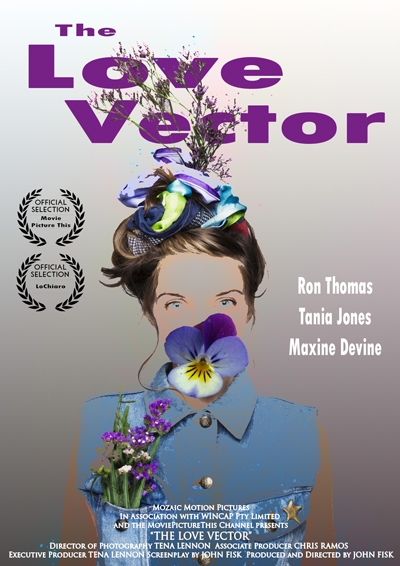 The
Love
Vector
OFFICIAL
SELECTION
Movie
Picture This
OFFICIAL
SELECTION
LoChiaro
Ron Thomas
Tania Jones
Maxine Devine
Mozaic Motion Pictures
In Association with WINCAP Pty Limited
and the MoviePictureThis Channel presents
"THE LOVE VECTOR"
Director of Photography TENA LENNON Associate Producer CHRIS RAMOS
Executive Producer TENA LENNON Screenplay by JOHN FISK Produced and Directed by JOHN FISK